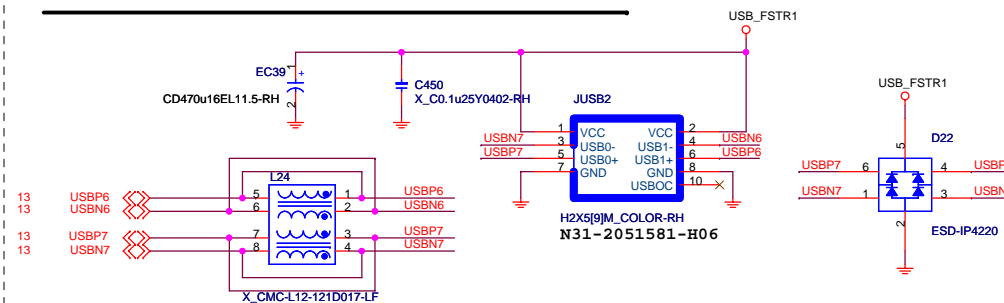 USB_FSTR1
EC39
1
+
2
CD470u16EL11.5-RH
C450
X_C0.1u25Y0402-RH
JUSB2
1 VCC VCC 2
USBN7 3 USB0- USB1- 4 USBN6
USBP7 5 USB0+ USB1+ 6 USBP6
7 GND GND 8
USBOC 10
H2X5[9]M_COLOR-RH
N31-2051581-H06
USB_FSTR1
D22
5
USBP7 6 4 USBP
USBN7 1 3 USBN
2
ESD-IP4220
L24
13 USBP6 5 1 USBP6
13 USBN6 6 2 USBN6
13 USBP7 7 3 USBP7
13 USBN7 8 4 USBN7
X_CMC-L12-121D017-LF